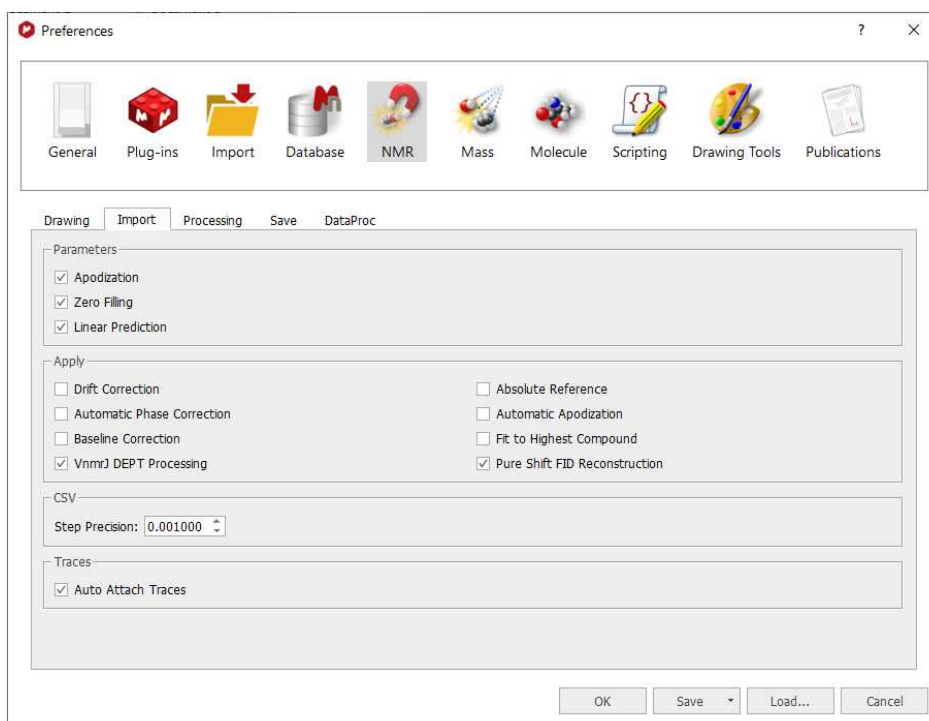 Preferences
?
General Plug-ins Import Database NMR Mass Molecule Scripting Drawing Tools Publications
Drawing Import Processing Save DataProc
Parameters
Apodization
Zero Filling
Linear Prediction
Apply
Drift Correction Absolute Reference
Automatic Phase Correction Automatic Apodization
Baseline Correction Fit to Highest Compound
VnmrJ DEPT Processing Pure Shift FID Reconstruction
CSV
Step Precision: 0.001000
Traces
Auto Attach Traces
OK Save Load... Cancel